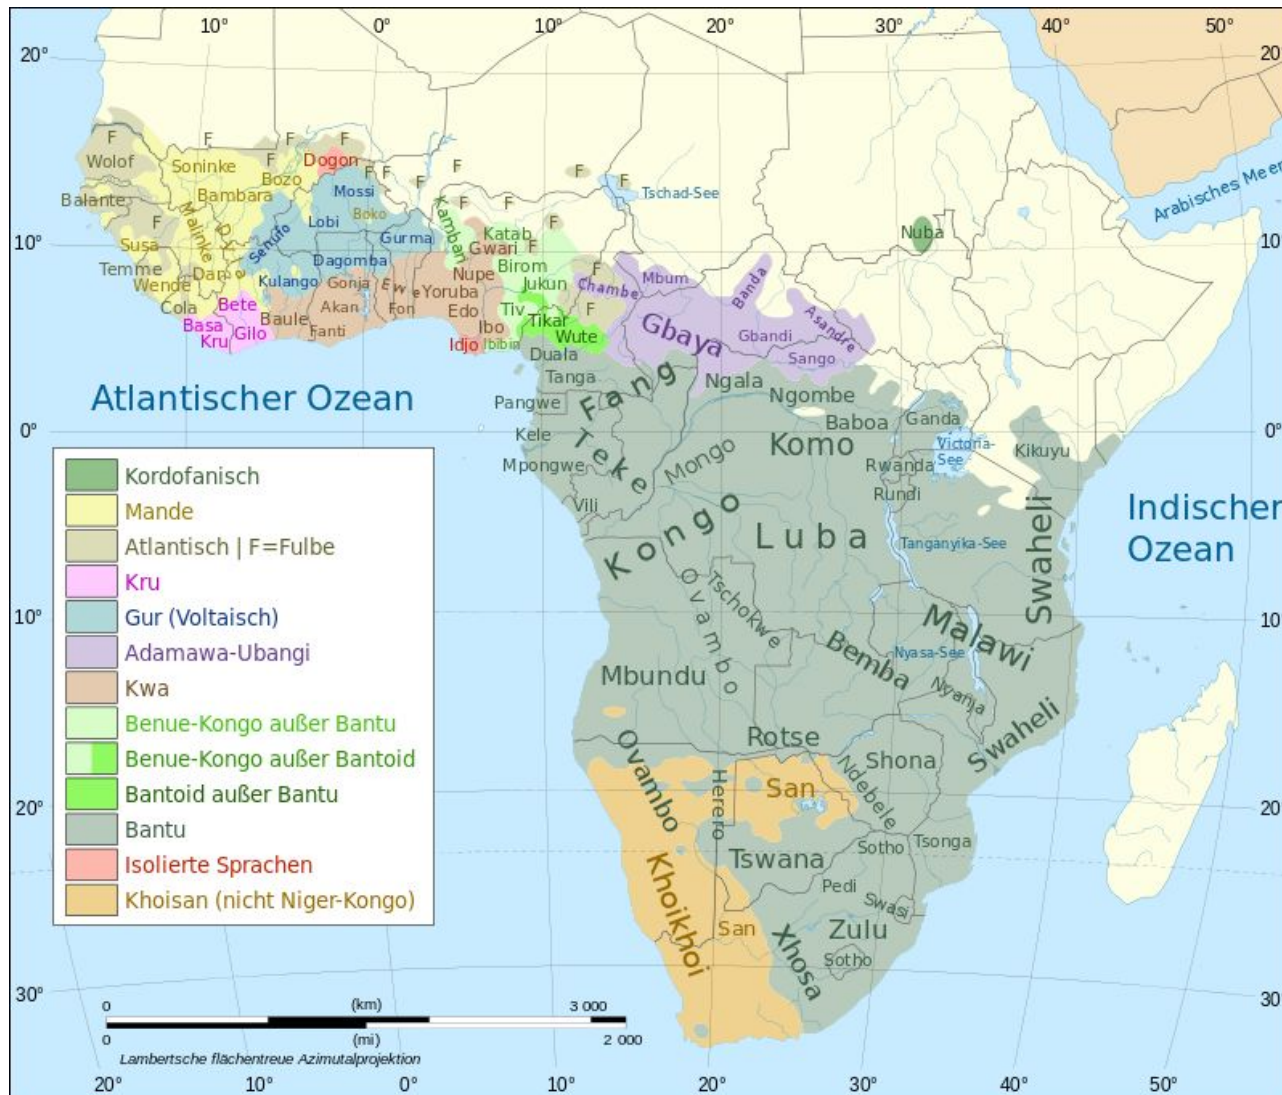 10° 0° 10° 20° 30° 40° 50°
20° 20
F F F F
Wolof Soninke F Dogon F F F F F
Bozo
Mossi
Tschad-See
Arabisches Meer
Balante Bambara
Boko F F
F Malinke Lobi Kambari F
Nuba
10° Susa Dyula Senufo Gurma Katab 10°
Gwari F
Temme Dan Dagomba Birom F Mbum
Wende Kulango Gonja Ewe Nupe Jukun Chamba Banda
Cola Bete Akan Fon Yoruba Tiv F Asandre
Basa Gilo Baule Edo Tikar Gbaya Gbandi
Kru Fanti Ibo Wute Sango
Idjo Ibibin
Duala
Tanga Fang Ngala Ngombe
Atlantischer Ozean
Pangwe Baboa Ganda
0° Kele Teke Mongo Komo Victoria-
See
Kikuyu 0°
Mpongwe Rwanda
Rundi
Vili
Kongo Luba Tanganyika-See Swaheli
Indischer
Ozean
Kordofanisch
Mande
Atlantisch | F=Fulbe
Kru
Gur (Voltaisch)
Adamawa-Ubangi
Kwa
Benue-Kongo außer Bantu
Benue-Kongo außer Bantoid
Bantoid außer Bantu
Bantu
Isolierte Sprachen
Khoisan (nicht Niger-Kongo)
10° Ovambo Tschokwe Malawi 10°
Bemba Nyasa-See
Mbundu Nyanja
Swaheli
Rotse
Ovambo Shona
Ndebele
20° Herero San 20
Tswana Sotho Tsonga
Khoikhoi Pedi
Swasi
San Zulu
Xhosa Sotho
30° 30
0 (km) 3 000
0 (mi) 2 000
Lambertsche flächentreue Azimutalprojektion
20° 10° 0° 10° 20° 30° 40° 50°